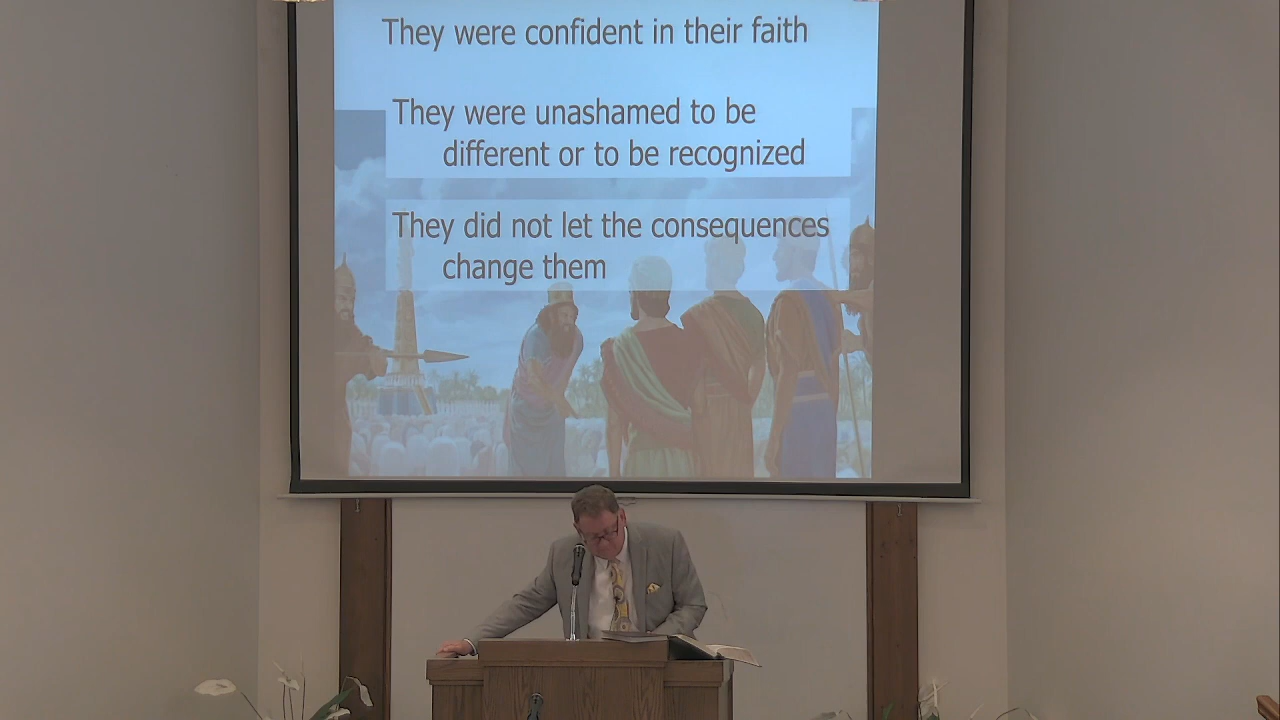 They were confident in their faith
They were unashamed to be
different or to be recognized
They did not let the consequences
change them